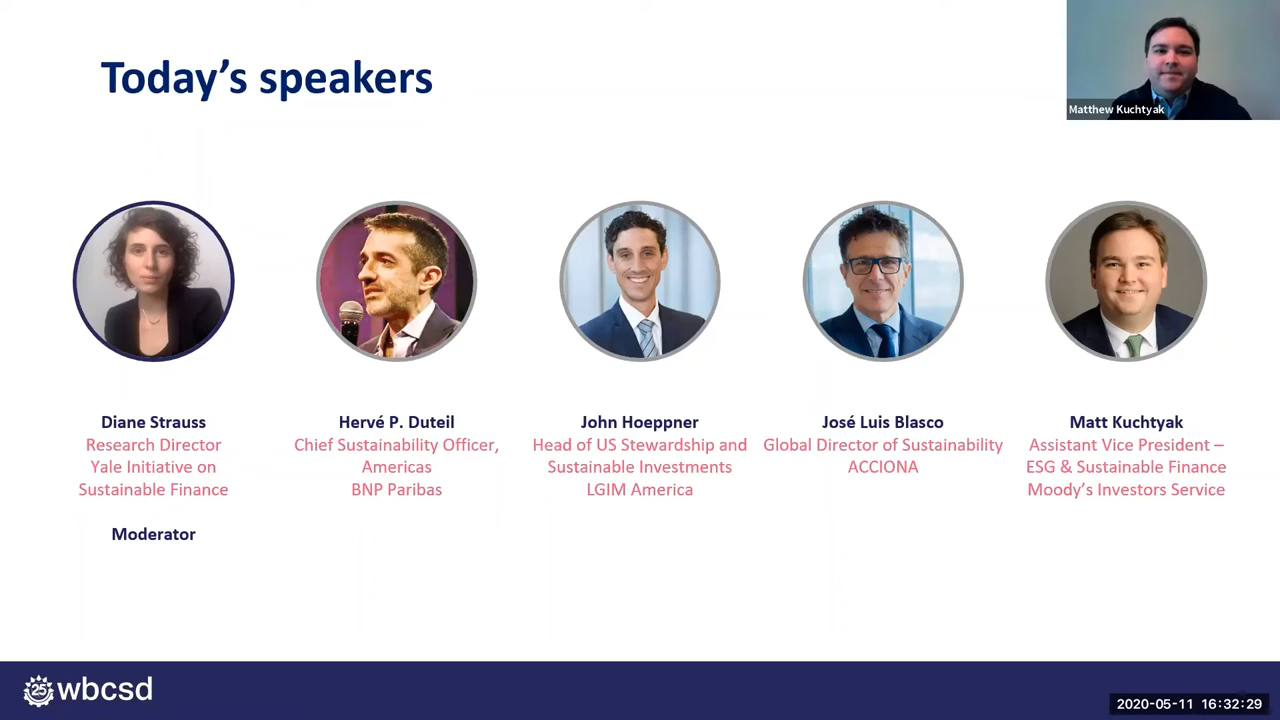 Today's speakers
Matthew Kuchtyak
Diane Strauss
Research Director
Yale Initiative on
Sustainable Finance
Moderator
Hervé P. Duteil
Chief Sustainability Officer,
Americas
BNP Paribas
John Hoeppner
Head of US Stewardship and
Sustainable Investments
LGIM America
José Luis Blasco
Global Director of Sustainability
ACCIONA
Matt Kuchtyak
Assistant Vice President –
ESG & Sustainable Finance
Moody's Investors Service
25 wbcsd
2020-05-11 16:32:29